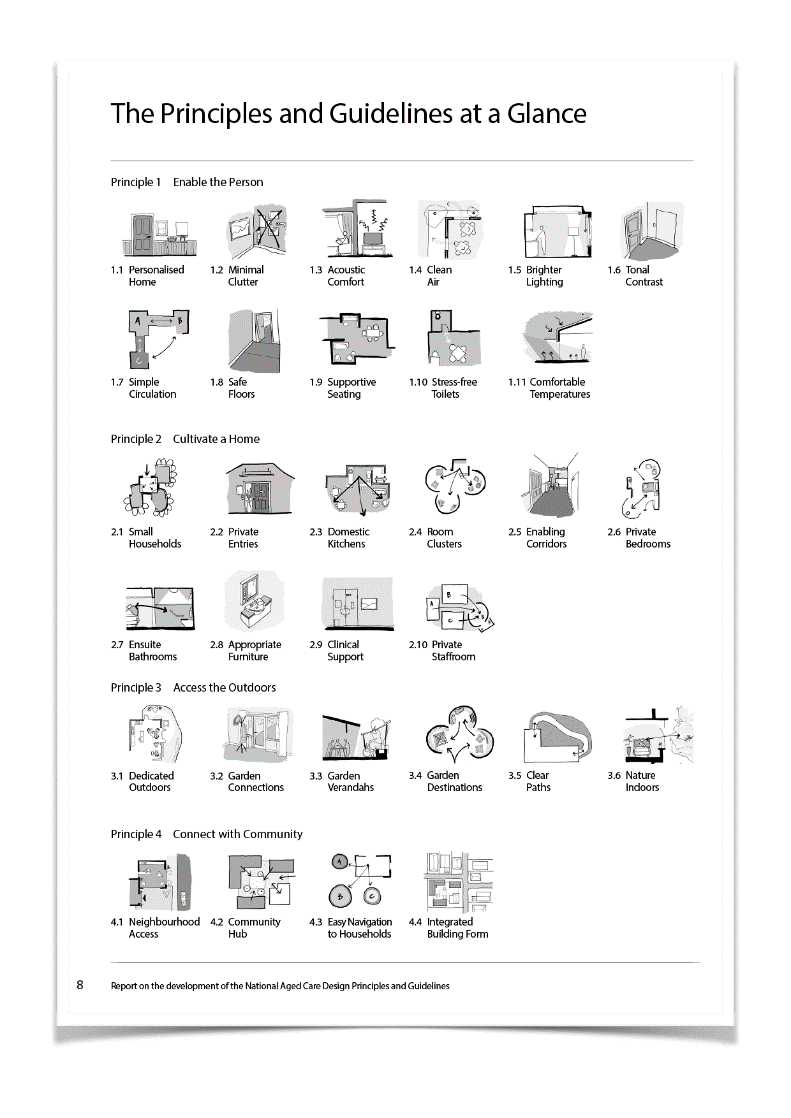 The Principles and Guidelines at a Glance
Principle 1 Enable the Person
1.1 Personalised
Home
1.2 Minimal
Clutter
1.3 Acoustic
Comfort
1.4 Clean
Air
1.5 Brighter
Lighting
1.6 Tonal
Contrast
A B
C
1.7 Simple
Circulation
1.8 Safe
Floors
1.9 Supportive
Seating
1.10 Stress-free
Toilets
1.11 Comfortable
Temperatures
Principle 2 Cultivate a Home
2.1 Small
Households
2.2 Private
Entries
2.3 Domestic
Kitchens
2.4 Room
Clusters
2.5 Enabling
Corridors
2.6 Private
Bedrooms
A B
C S
2.7 Ensuite
Bathrooms
2.8 Appropriate
Furniture
2.9 Clinical
Support
2.10 Private
Staffroom
Principle 3 Access the Outdoors
3.1 Dedicated
Outdoors
3.2 Garden
Connections
3.3 Garden
Verandahs
3.4 Garden
Destinations
3.5 Clear
Paths
3.6 Nature
Indoors
Principle 4 Connect with Community
A
B C
4.1 Neighbourhood
Access
4.2 Community
Hub
4.3 Easy Navigation
to Households
4.4 Integrated
Building Form
8 Report on the development of the National Aged Care Design Principles and Guidelines